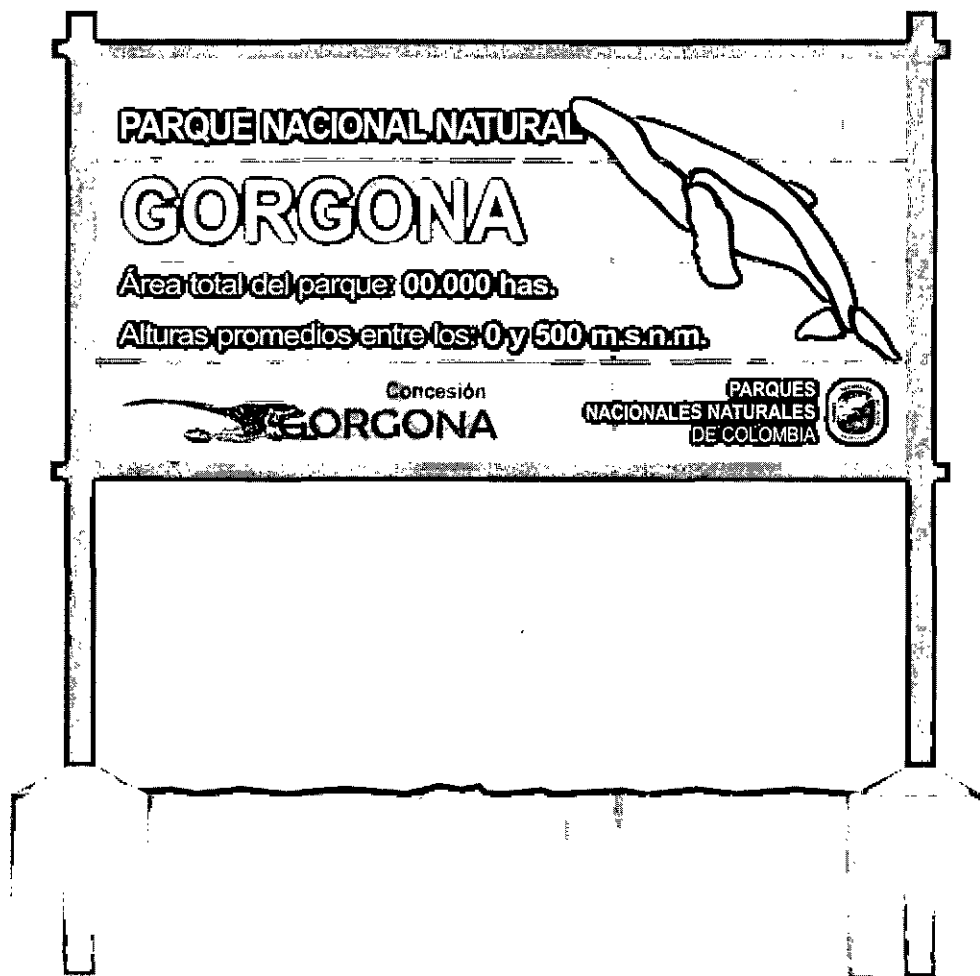 PARQUE NACIONAL NATURAL
GORGONA
Área total del parque: 00.000 has.
Alturas promedios entre los: 0 y 500 m.s.n.m.
Concesión
GORGONA
PARQUES
NACIONALES NATURALES
DE COLOMBIA